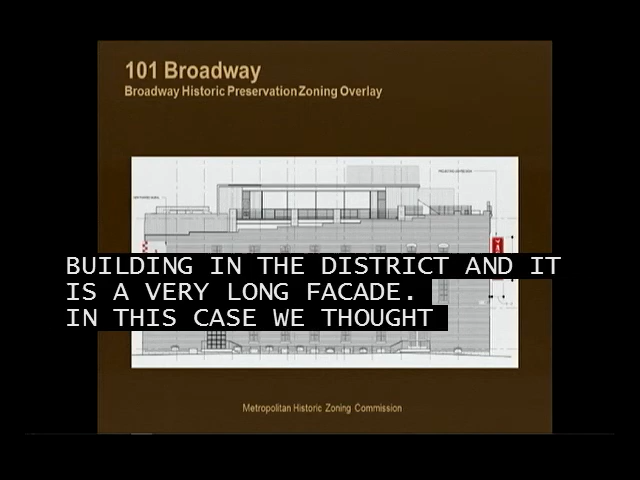 101 Broadway
Broadway Historic Preservation Zoning Overlay
BUILDING IN THE DISTRICT AND IT
IS A VERY LONG FACADE.
IN THIS CASE WE THOUGHT
Metropolitan Historic Zoning Commission